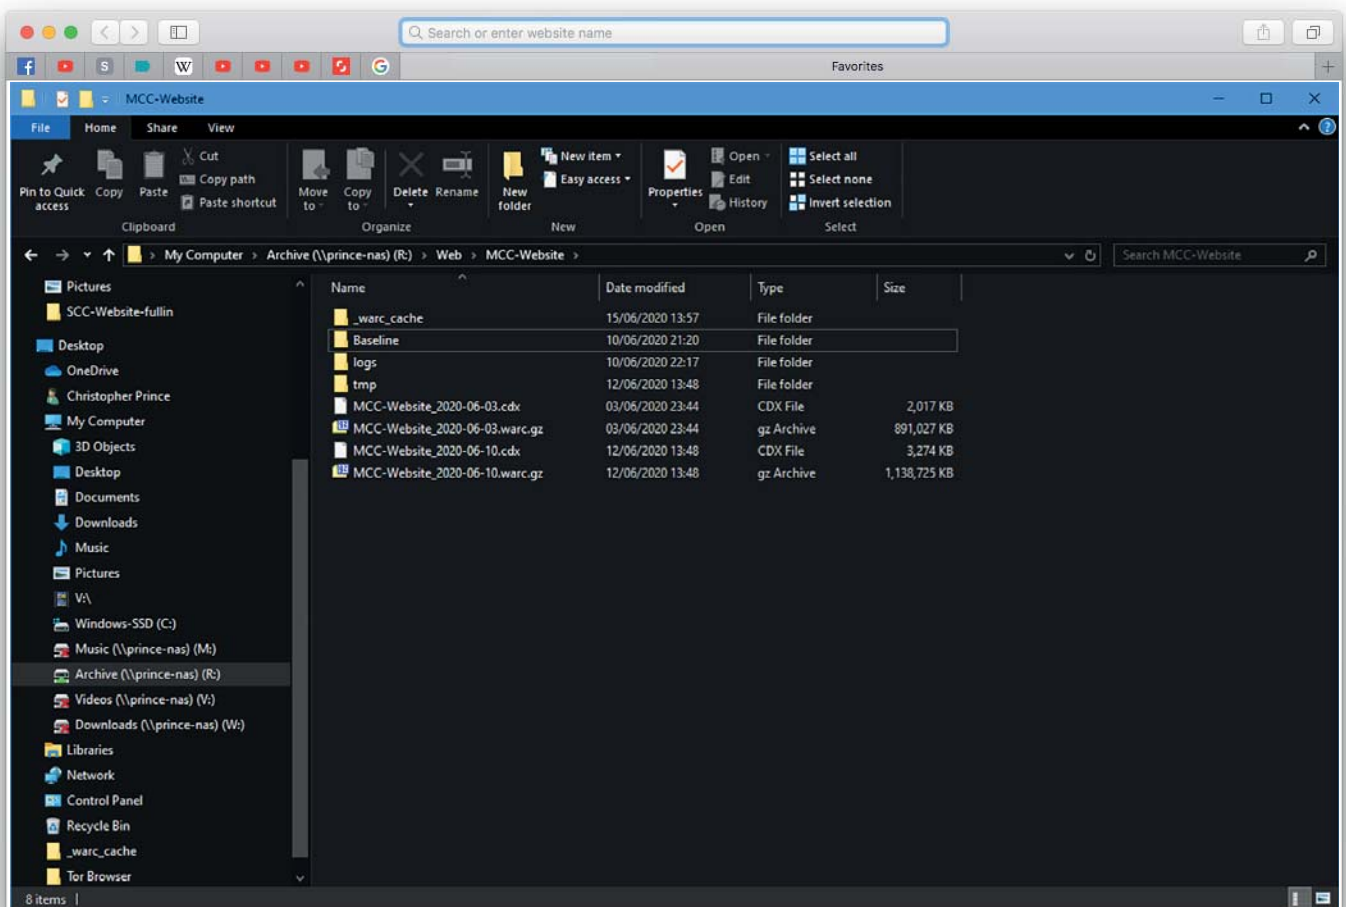 Search or enter website name
f S W G Favorites
MCC-Website
File Home Share View
Pin to Quick access Copy Paste Cut Copy path Paste shortcut
Move to Copy to Delete Rename New folder New item Easy access
Properties Open Edit History Select all Select none Invert selection
Clipboard Organize New Open Select
My Computer > Archive (\\prince-nas) (R:) > Web > MCC-Website > Search MCC-Website
Pictures
SCC-Website-fullin
Desktop
OneDrive
Christopher Prince
My Computer
3D Objects
Desktop
Documents
Downloads
Music
Pictures
V:\
Windows-SSD (C:)
Music (\\prince-nas) (M:)
Archive (\\prince-nas) (R:)
Videos (\\prince-nas) (V:)
Downloads (\\prince-nas) (W:)
Libraries
Network
Control Panel
Recycle Bin
_warc_cache
Tor Browser
Name Date modified Type Size
_warc_cache 15/06/2020 13:57 File folder
Baseline 10/06/2020 21:20 File folder
logs 10/06/2020 22:17 File folder
tmp 12/06/2020 13:48 File folder
MCC-Website_2020-06-03.cdx 03/06/2020 23:44 CDX File 2,017 KB
MCC-Website_2020-06-03.warc.gz 03/06/2020 23:44 gz Archive 891,027 KB
MCC-Website_2020-06-10.cdx 12/06/2020 13:48 CDX File 3,274 KB
MCC-Website_2020-06-10.warc.gz 12/06/2020 13:48 gz Archive 1,138,725 KB
8 items